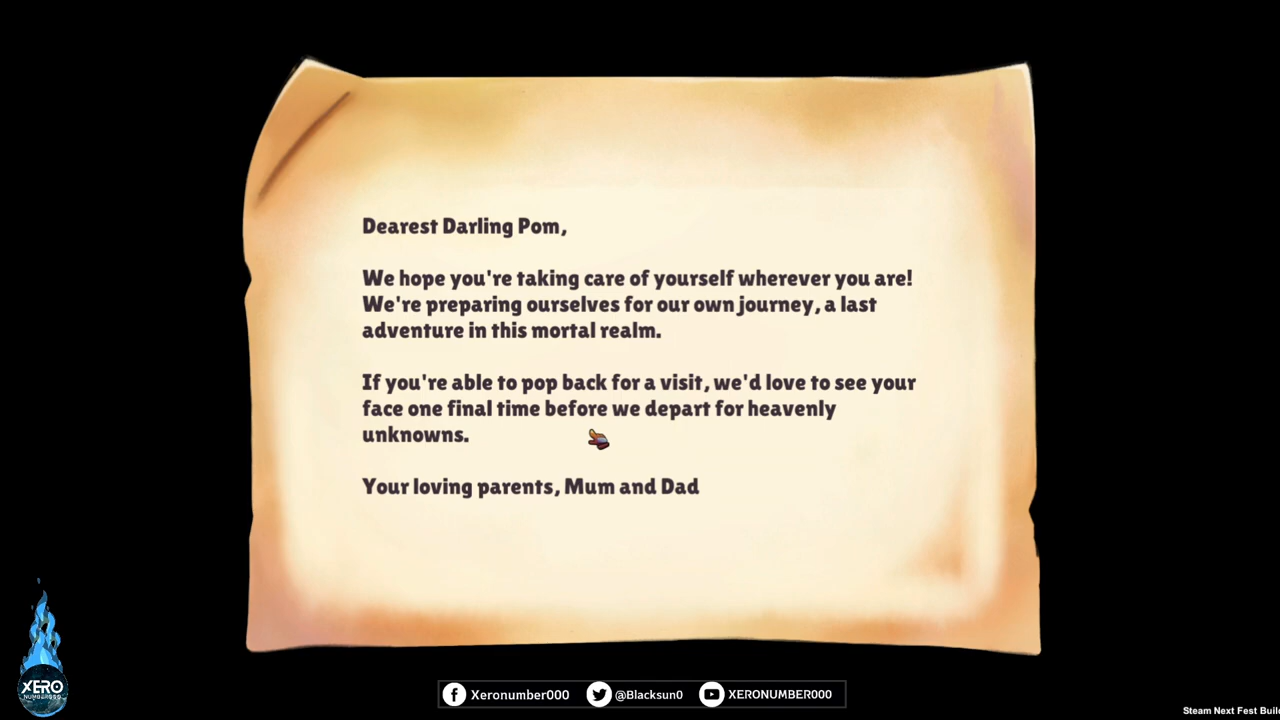 Dearest Darling Pom,
We hope you're taking care of yourself wherever you are!
We're preparing ourselves for our own journey, a last
adventure in this mortal realm.
If you're able to pop back for a visit, we'd love to see your
face one final time before we depart for heavenly
unknowns.
Your loving parents, Mum and Dad
XERO
NUMBER000
Xeronumber000
@Blacksun0
XERONUMBER000
Steam Next Fest Buil